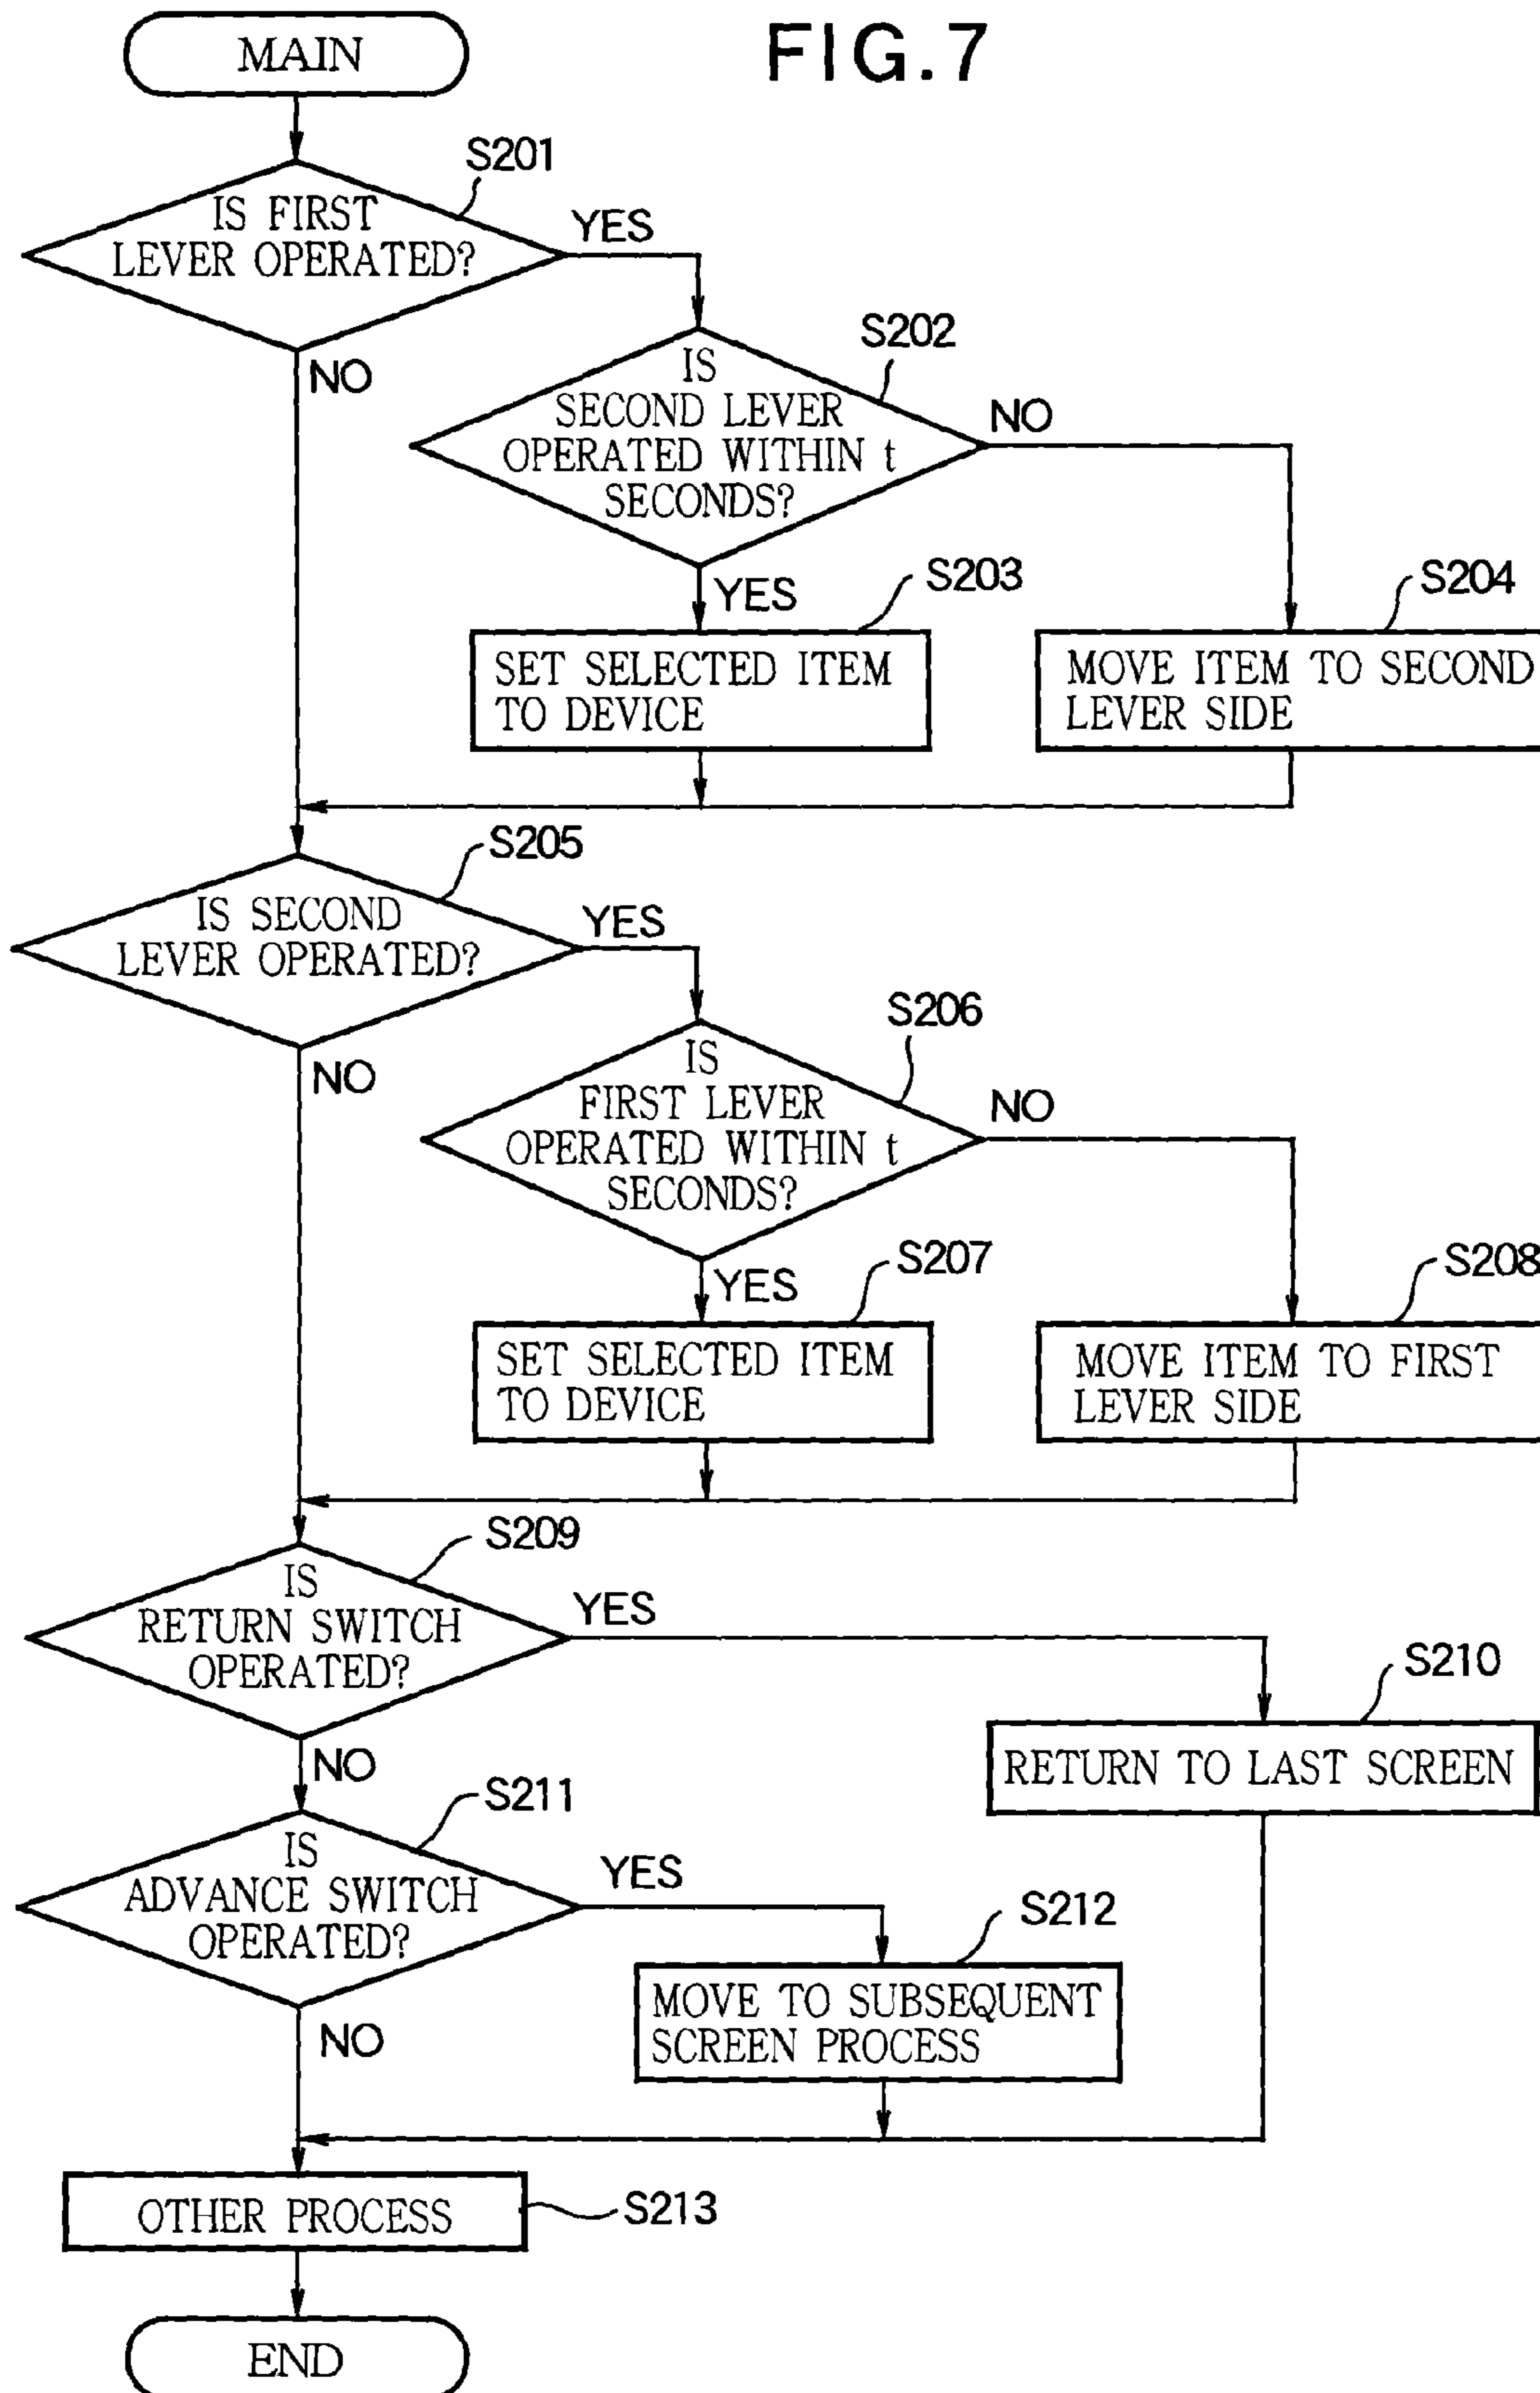 FIG.7
MAIN
S201
IS FIRST
LEVER OPERATED?
YES
NO
S202
IS
SECOND LEVER
OPERATED WITHIN t
SECONDS?
NO
YES
S203
SET SELECTED ITEM
TO DEVICE
S204
MOVE ITEM TO SECOND
LEVER SIDE
S205
IS SECOND
LEVER OPERATED?
YES
NO
S206
IS
FIRST LEVER
OPERATED WITHIN t
SECONDS?
NO
YES
S207
SET SELECTED ITEM
TO DEVICE
S208
MOVE ITEM TO FIRST
LEVER SIDE
S209
IS
RETURN SWITCH
OPERATED?
YES
NO
S210
RETURN TO LAST SCREEN
S211
IS
ADVANCE SWITCH
OPERATED?
YES
NO
S212
MOVE TO SUBSEQUENT
SCREEN PROCESS
OTHER PROCESS
S213
END